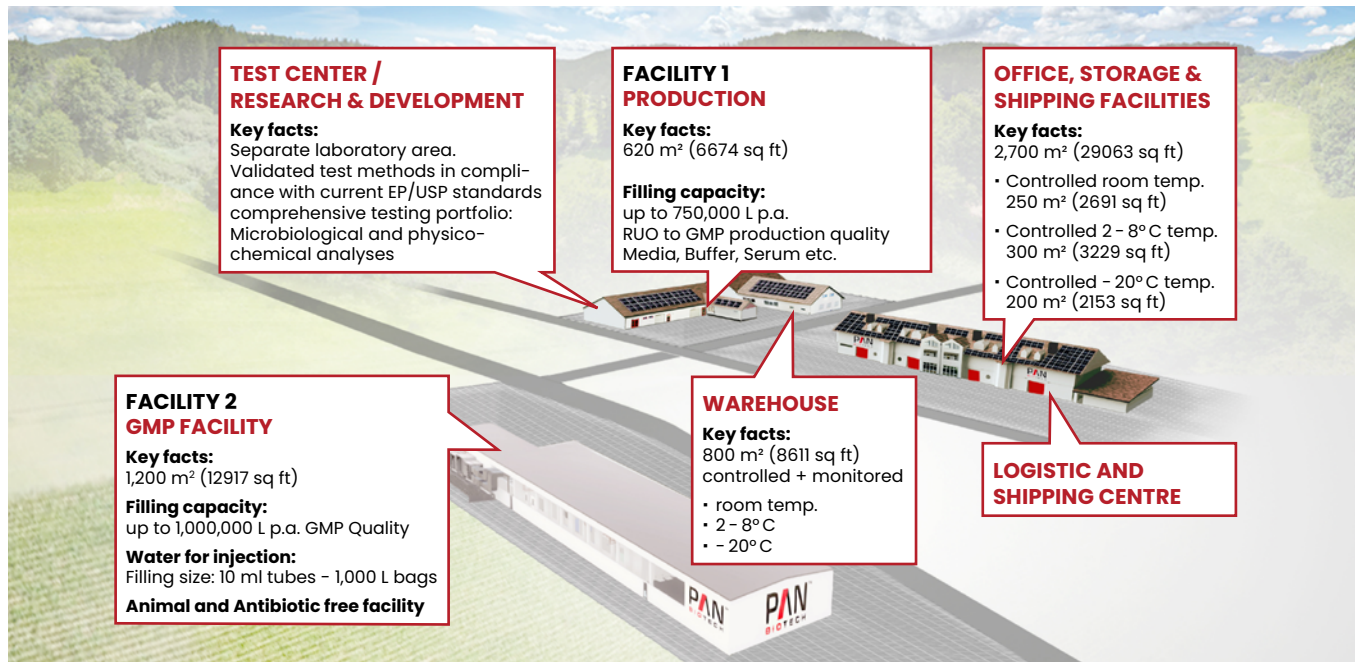 TEST CENTER /
RESEARCH & DEVELOPMENT
Key facts:
Separate laboratory area.
Validated test methods in compli-
ance with current EP/USP standards
comprehensive testing portfolio:
Microbiological and physico-
chemical analyses
FACILITY 1
PRODUCTION
Key facts:
620 m² (6674 sq ft)
Filling capacity:
up to 750,000 L p.a.
RUO to GMP production quality
Media, Buffer, Serum etc.
OFFICE, STORAGE &
SHIPPING FACILITIES
Key facts:
2,700 m² (29063 sq ft)
· Controlled room temp.
250 m² (2691 sq ft)
· Controlled 2 - 8° C temp.
300 m² (3229 sq ft)
· Controlled - 20° C temp.
200 m² (2153 sq ft)
PAN
PAN
FACILITY 2
GMP FACILITY
Key facts:
1,200 m² (12917 sq ft)
Filling capacity:
up to 1,000,000 L p.a. GMP Quality
Water for injection:
Filling size: 10 ml tubes - 1,000 L bags
Animal and Antibiotic free facility
WAREHOUSE
Key facts:
800 m² (8611 sq ft)
controlled + monitored
· room temp.
· 2 - 8° C
· - 20° C
LOGISTIC AND
SHIPPING CENTRE
PAN
BIOTECH
PAN
BIOTECH